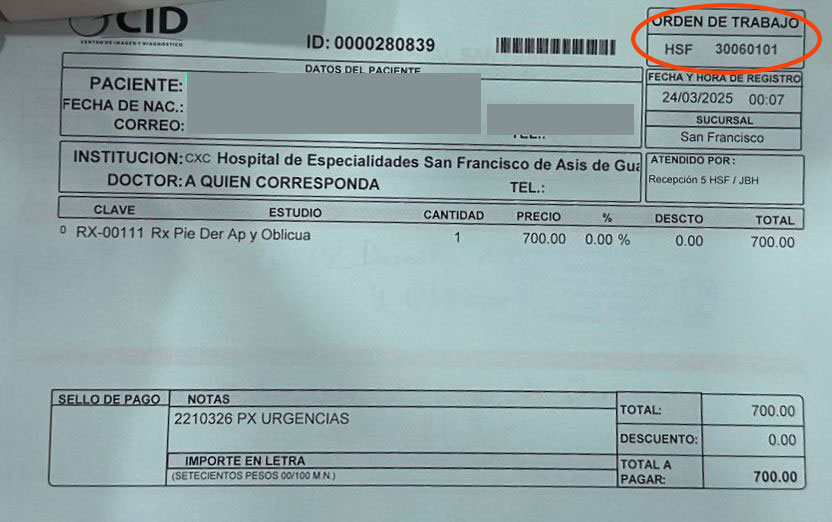 CID
CENTRO DE IMAGEN Y DIAGNOSTICO
ID: 0000280839
ORDEN DE TRABAJO
HSF 30060101
DATOS DEL PACIENTE
PACIENTE:
FECHA DE NAC.:
CORREO:
TEL.:
FECHA Y HORA DE REGISTRO
24/03/2025 00:07
SUCURSAL
San Francisco
INSTITUCION: CXC Hospital de Especialidades San Francisco de Asis de Gua
DOCTOR: A QUIEN CORRESPONDA TEL.:
ATENDIDO POR:
Recepción 5 HSF / JBH
CLAVE ESTUDIO CANTIDAD PRECIO % DESCTO TOTAL
0 RX-00111 Rx Pie Der Ap y Oblicua 1 700.00 0.00 % 0.00 700.00
SELLO DE PAGO
NOTAS
2210326 PX URGENCIAS
IMPORTE EN LETRA
(SETECIENTOS PESOS 00/100 M.N.)
TOTAL: 700.00
DESCUENTO: 0.00
TOTAL A PAGAR: 700.00